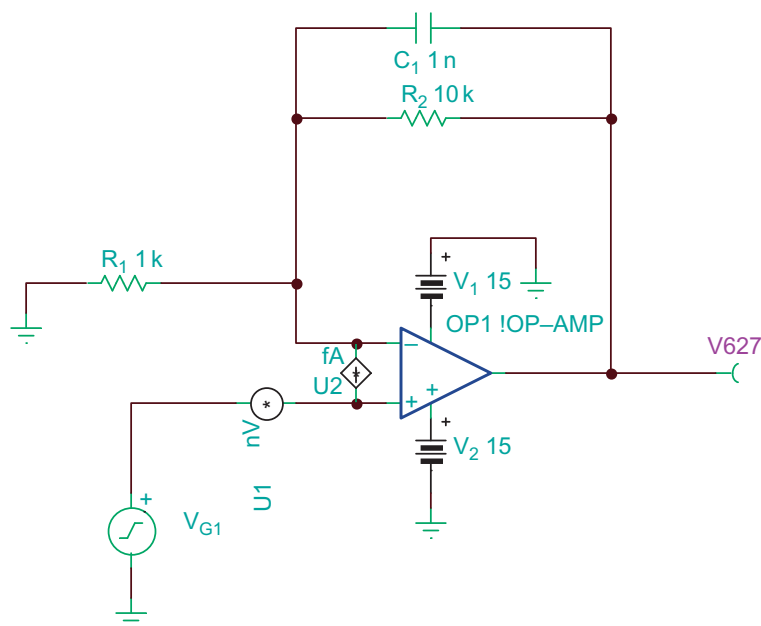 C1 1 n
R2 10 k
R1 1 k
+
V1 15
OP1 !OP–AMP
V627
fA
U2
−
+
+
*
nV
+
V2 15
U1
+
VG1